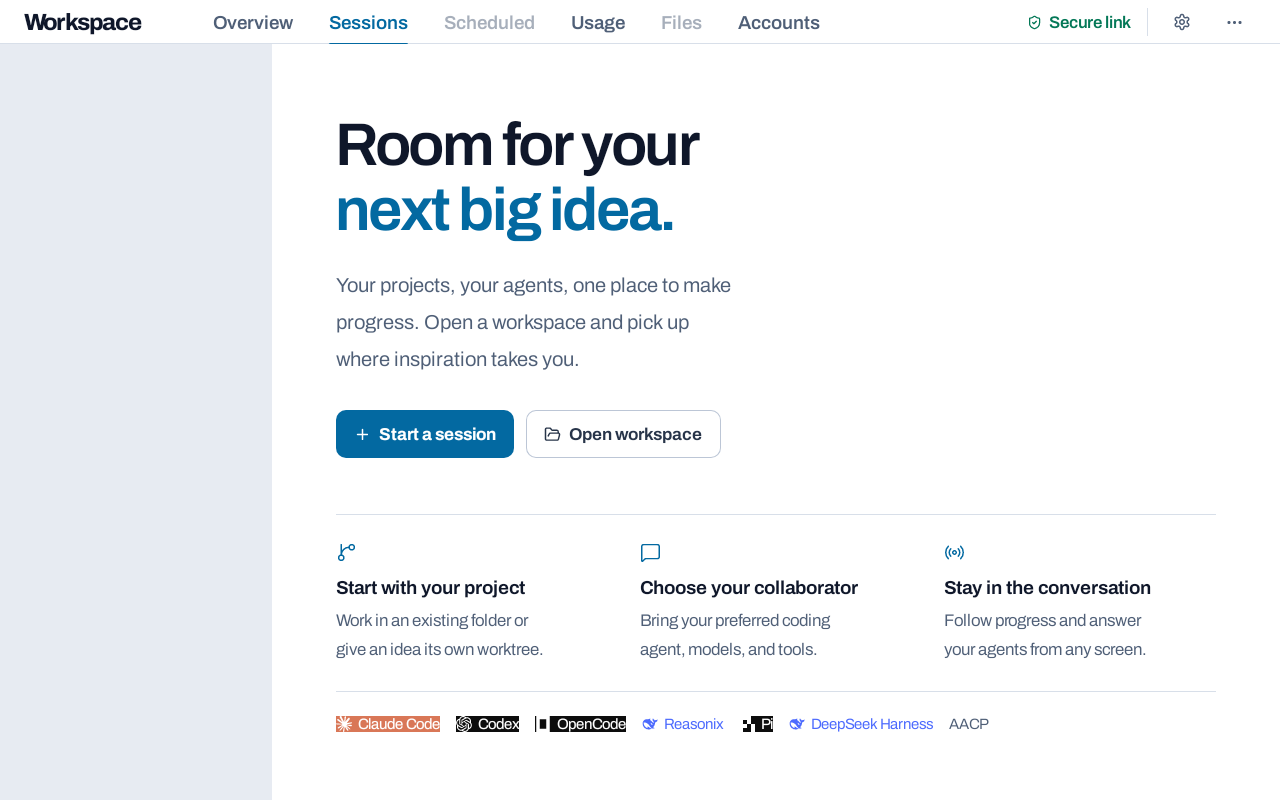 Workspace
Overview
Sessions
Scheduled
Usage
Files
Accounts
Secure link
Room for your
next big idea.
Your projects, your agents, one place to make
progress. Open a workspace and pick up
where inspiration takes you.
Start a session
Open workspace
Start with your project
Work in an existing folder or
give an idea its own worktree.
Choose your collaborator
Bring your preferred coding
agent, models, and tools.
Stay in the conversation
Follow progress and answer
your agents from any screen.
Claude Code
Codex
OpenCode
Reasonix
Pi
DeepSeek Harness
AACP